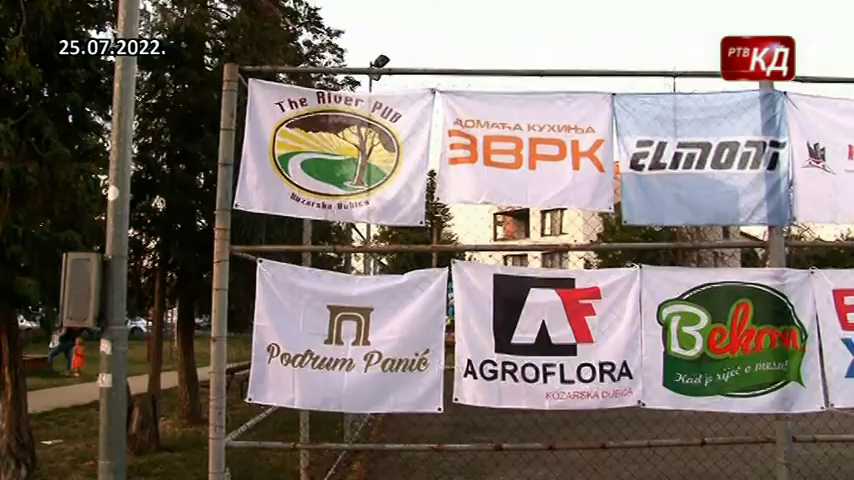 25.07.2022.
РТВ КД
The River PUB
Kozarska Dubica
ДОМАЋА КУХИЊА
ЗВРК
ELMONT
Podrum Panić
AGROFLORA
KOZARSKA DUBICA
Bekom
Kad je riječ o mesu!